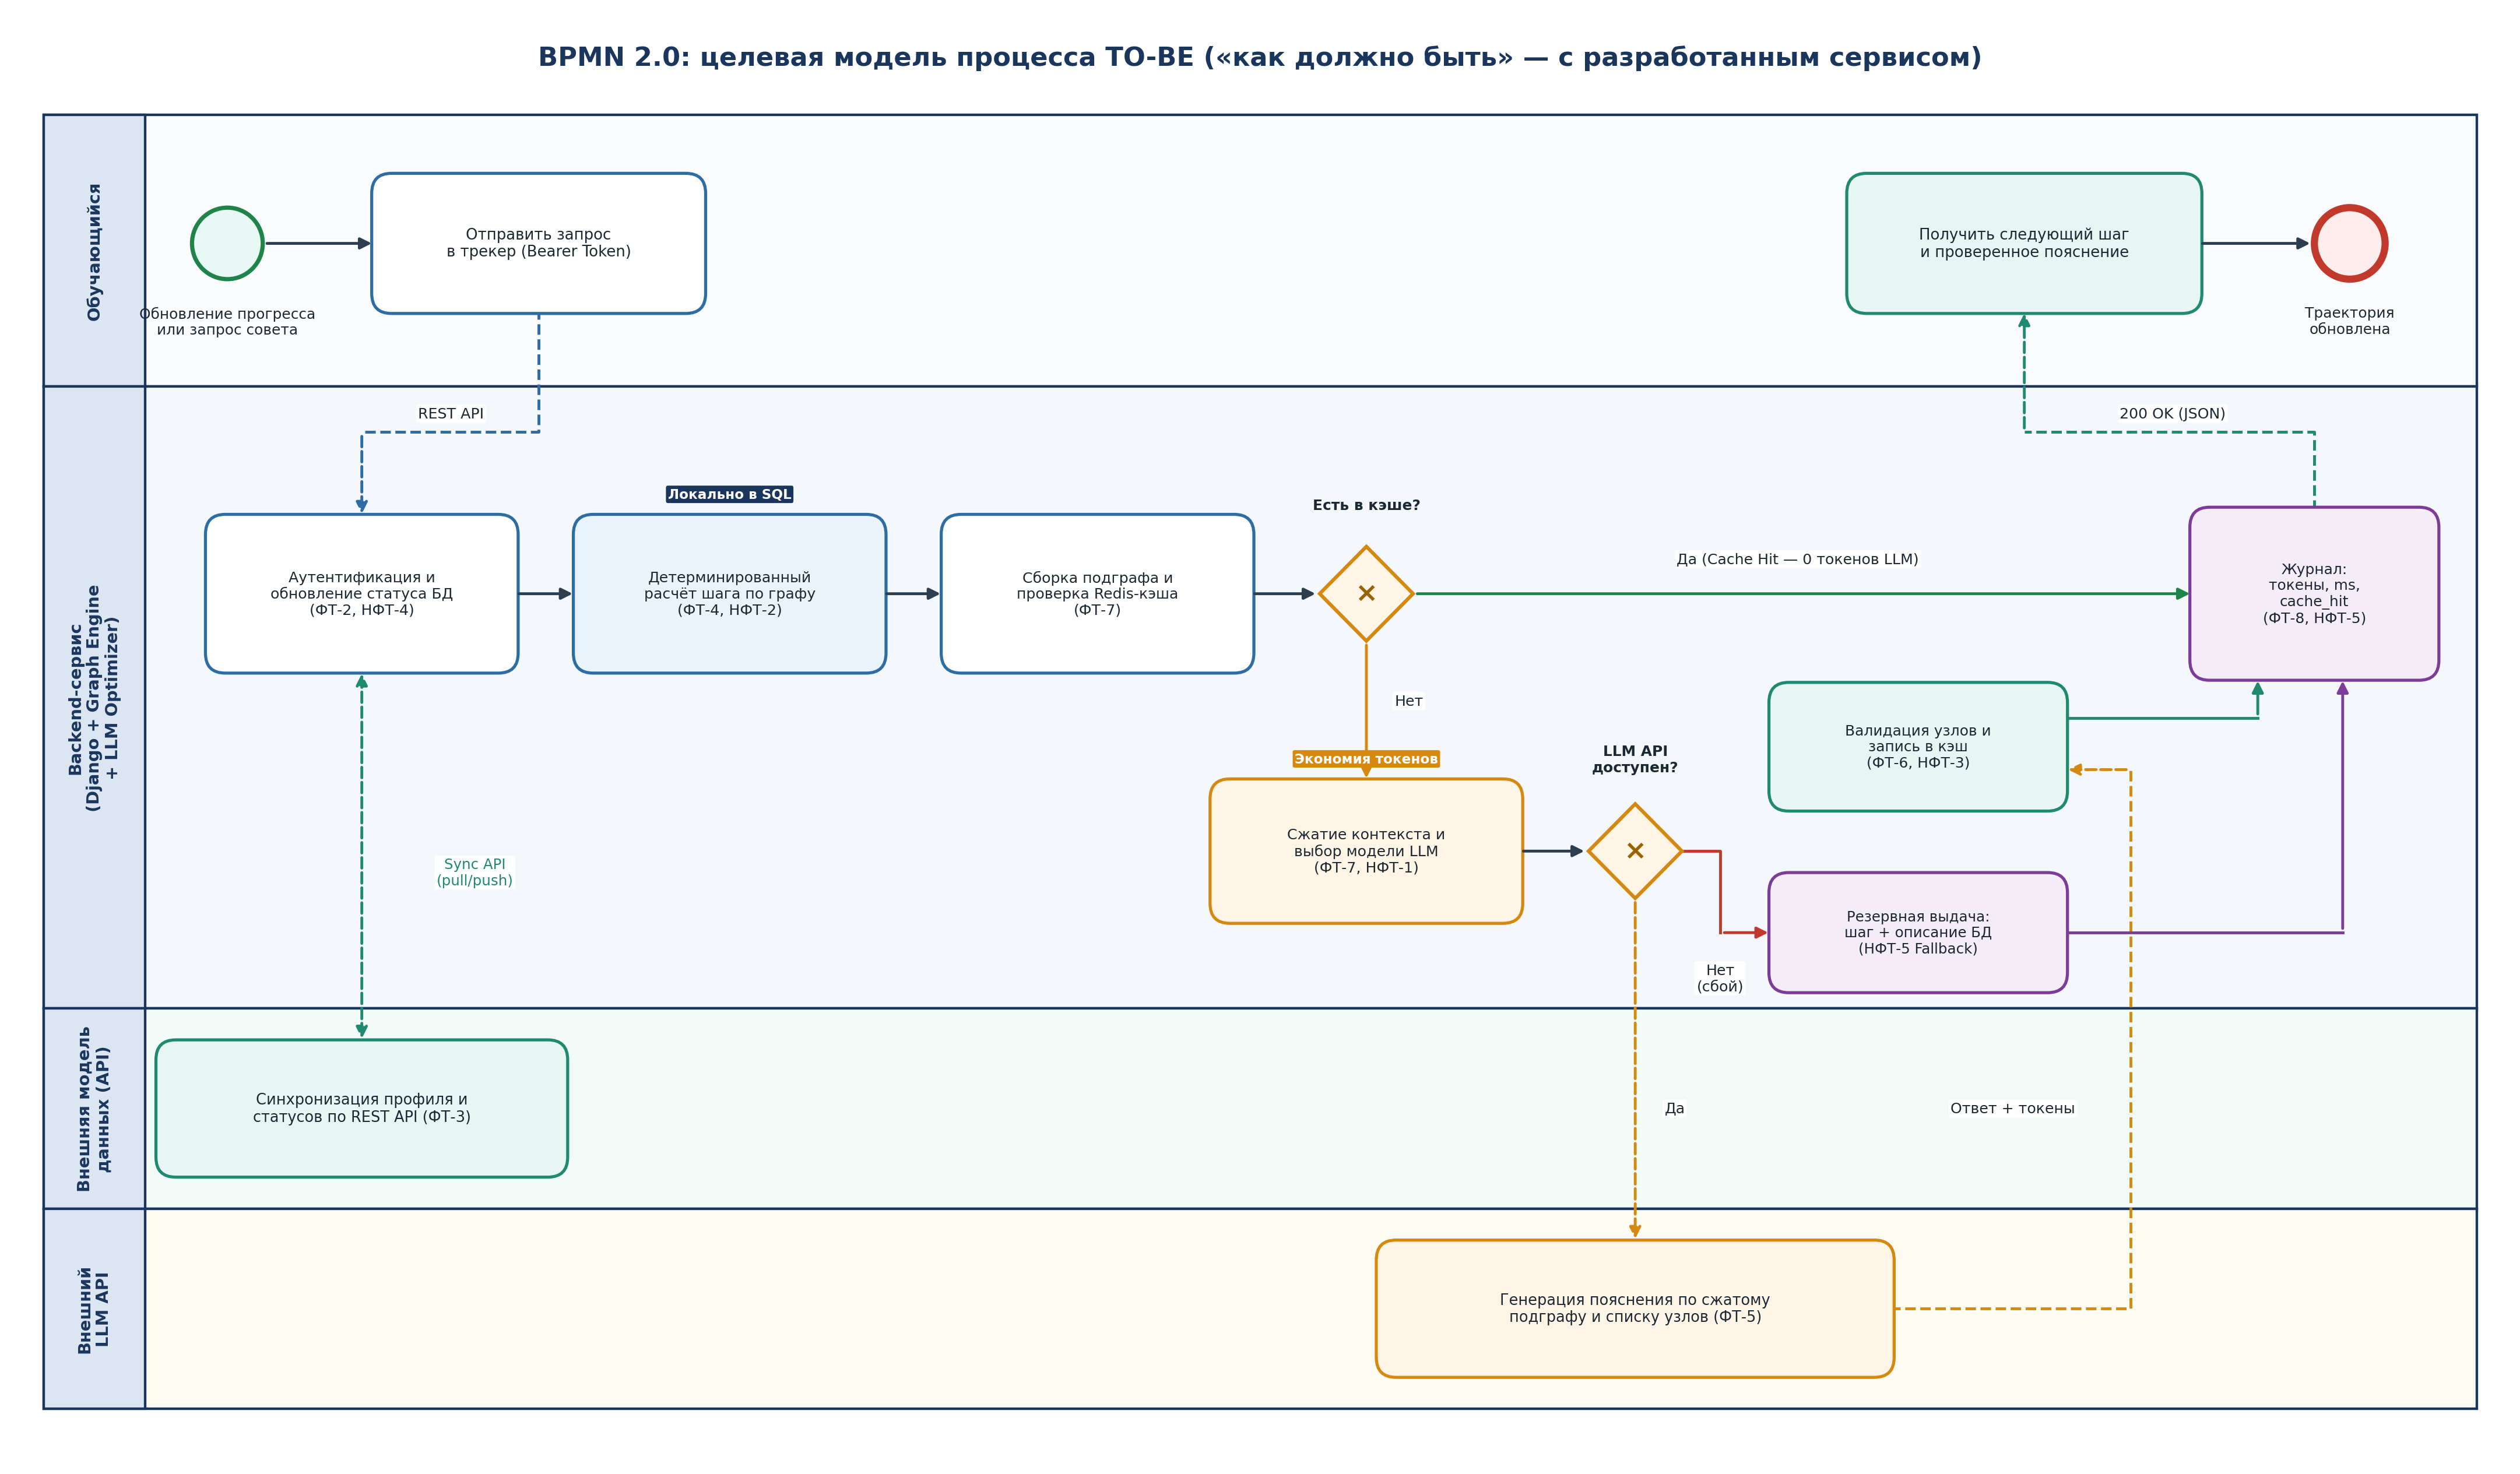 BPMN 2.0: целевая модель процесса TO-BE («как должно быть» — с разработанным сервисом)
Обучающийся
Обновление прогресса
или запрос совета
Отправить запрос
в трекер (Bearer Token)
Получить следующий шаг
и проверенное пояснение
Траектория
обновлена
REST API
200 OK (JSON)
Backend-сервис
(Django + Graph Engine
+ LLM Optimizer)
Аутентификация и
обновление статуса БД
(ФТ-2, НФТ-4)
Локально в SQL
Детерминированный
расчёт шага по графу
(ФТ-4, НФТ-2)
Сборка подграфа и
проверка Redis-кэша
(ФТ-7)
Есть в кэше?
×
Да (Cache Hit — 0 токенов LLM)
Журнал:
токены, ms,
cache_hit
(ФТ-8, НФТ-5)
Нет
Экономия токенов
Сжатие контекста и
выбор модели LLM
(ФТ-7, НФТ-1)
LLM API
доступен?
×
Валидация узлов и
запись в кэш
(ФТ-6, НФТ-3)
Резервная выдача:
шаг + описание БД
(НФТ-5 Fallback)
Нет
(сбой)
Sync API
(pull/push)
Внешняя модель
данных (API)
Синхронизация профиля и
статусов по REST API (ФТ-3)
Да
Ответ + токены
Внешний
LLM API
Генерация пояснения по сжатому
подграфу и списку узлов (ФТ-5)